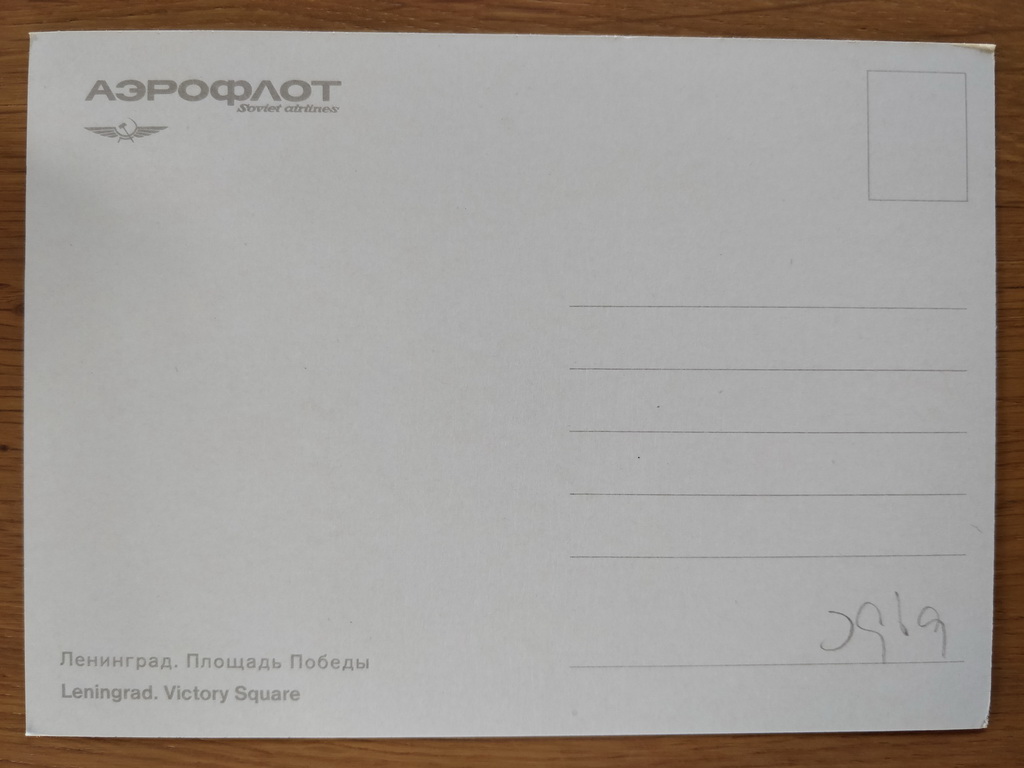 АЭРОФЛОТ
Soviet airlines
Ленинград. Площадь Победы
Leningrad. Victory Square